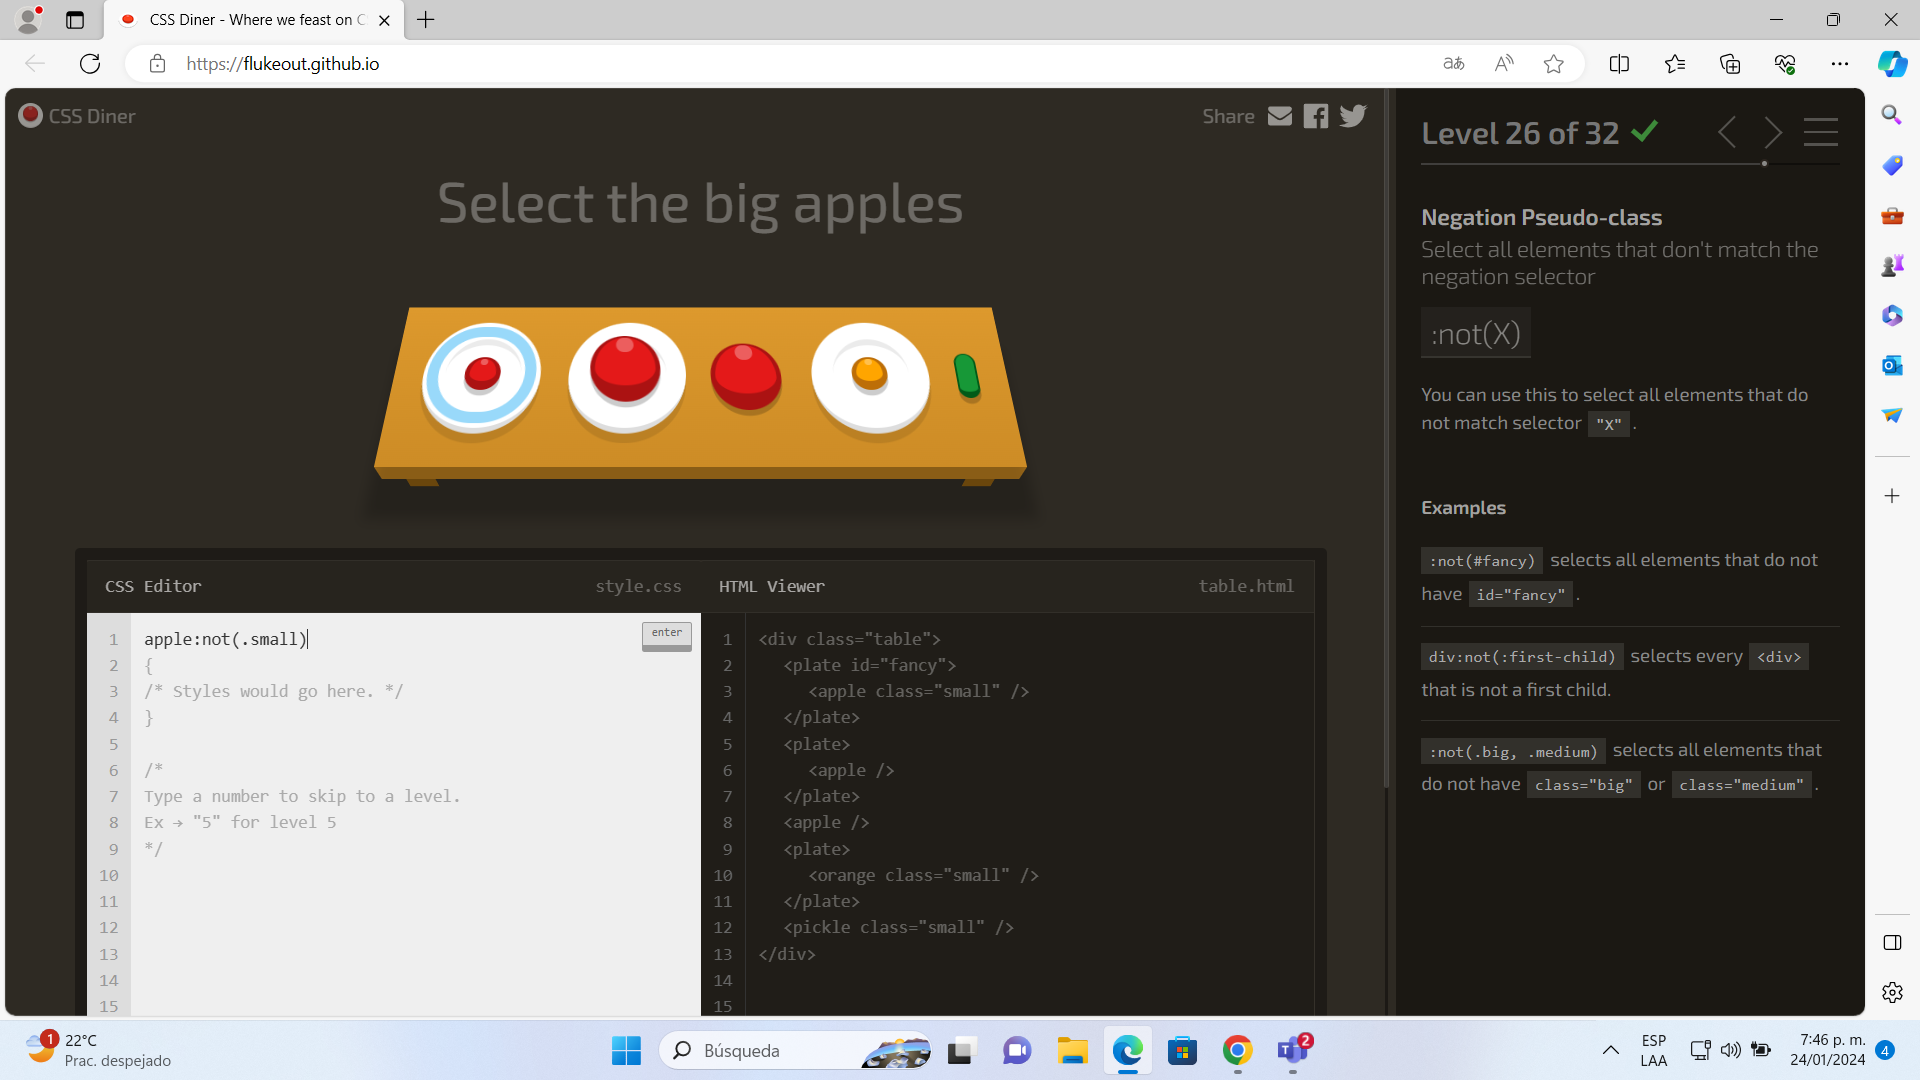 CSS Diner - Where we feast on C
https://flukeout.github.io
CSS Diner
Share
Select the big apples
CSS Editor
style.css
HTML Viewer
table.html
1 apple:not(.small)
enter
2 {
3 /* Styles would go here. */
4 }
5
6 /*
7 Type a number to skip to a level.
8 Ex → "5" for level 5
9 */
10
11
12
13
14
15
1 <div class="table">
2 <plate id="fancy">
3 <apple class="small" />
4 </plate>
5 <plate>
6 <apple />
7 </plate>
8 <apple />
9 <plate>
10 <orange class="small" />
11 </plate>
12 <pickle class="small" />
13 </div>
14
15
Level 26 of 32
Negation Pseudo-class
Select all elements that don't match the
negation selector
:not(X)
You can use this to select all elements that do
not match selector "X" .
Examples
:not(#fancy) selects all elements that do not
have id="fancy" .
div:not(:first-child) selects every <div>
that is not a first child.
:not(.big, .medium) selects all elements that
do not have class="big" or class="medium" .
1
22°C
Prac. despejado
Búsqueda
2
ESP
LAA
7:46 p. m.
24/01/2024
4